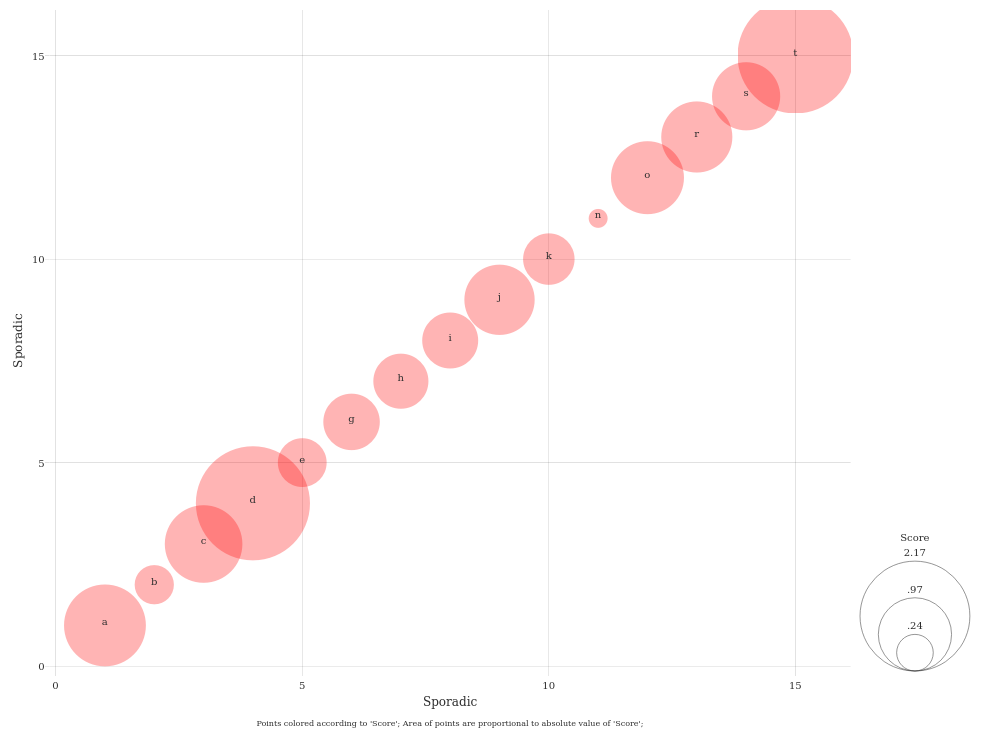 15
t
s
r
o
n
10
k
j
i
h
g
5
e
d
c
b
a
0
Sporadic
0 5 10 15
Sporadic
Score
2.17
.97
.24
Points colored according to 'Score'; Area of points are proportional to absolute value of 'Score';